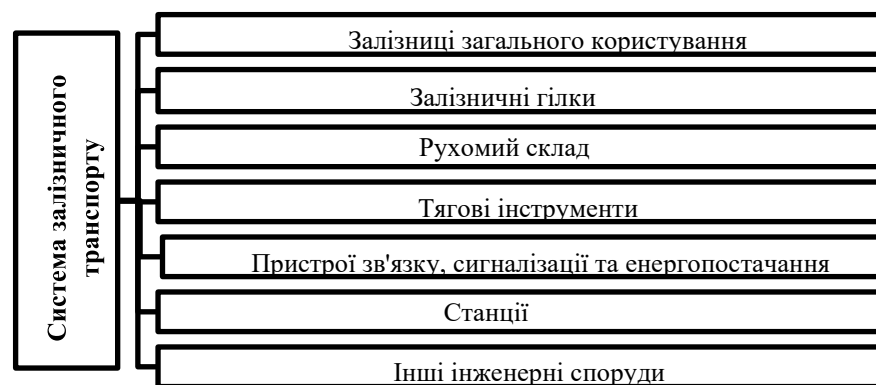 Система залізничного
транспорту
Залізниці загального користування
Залізничні гілки
Рухомий склад
Тягові інструменти
Пристрої зв'язку, сигналізації та енергопостачання
Станції
Інші інженерні споруди